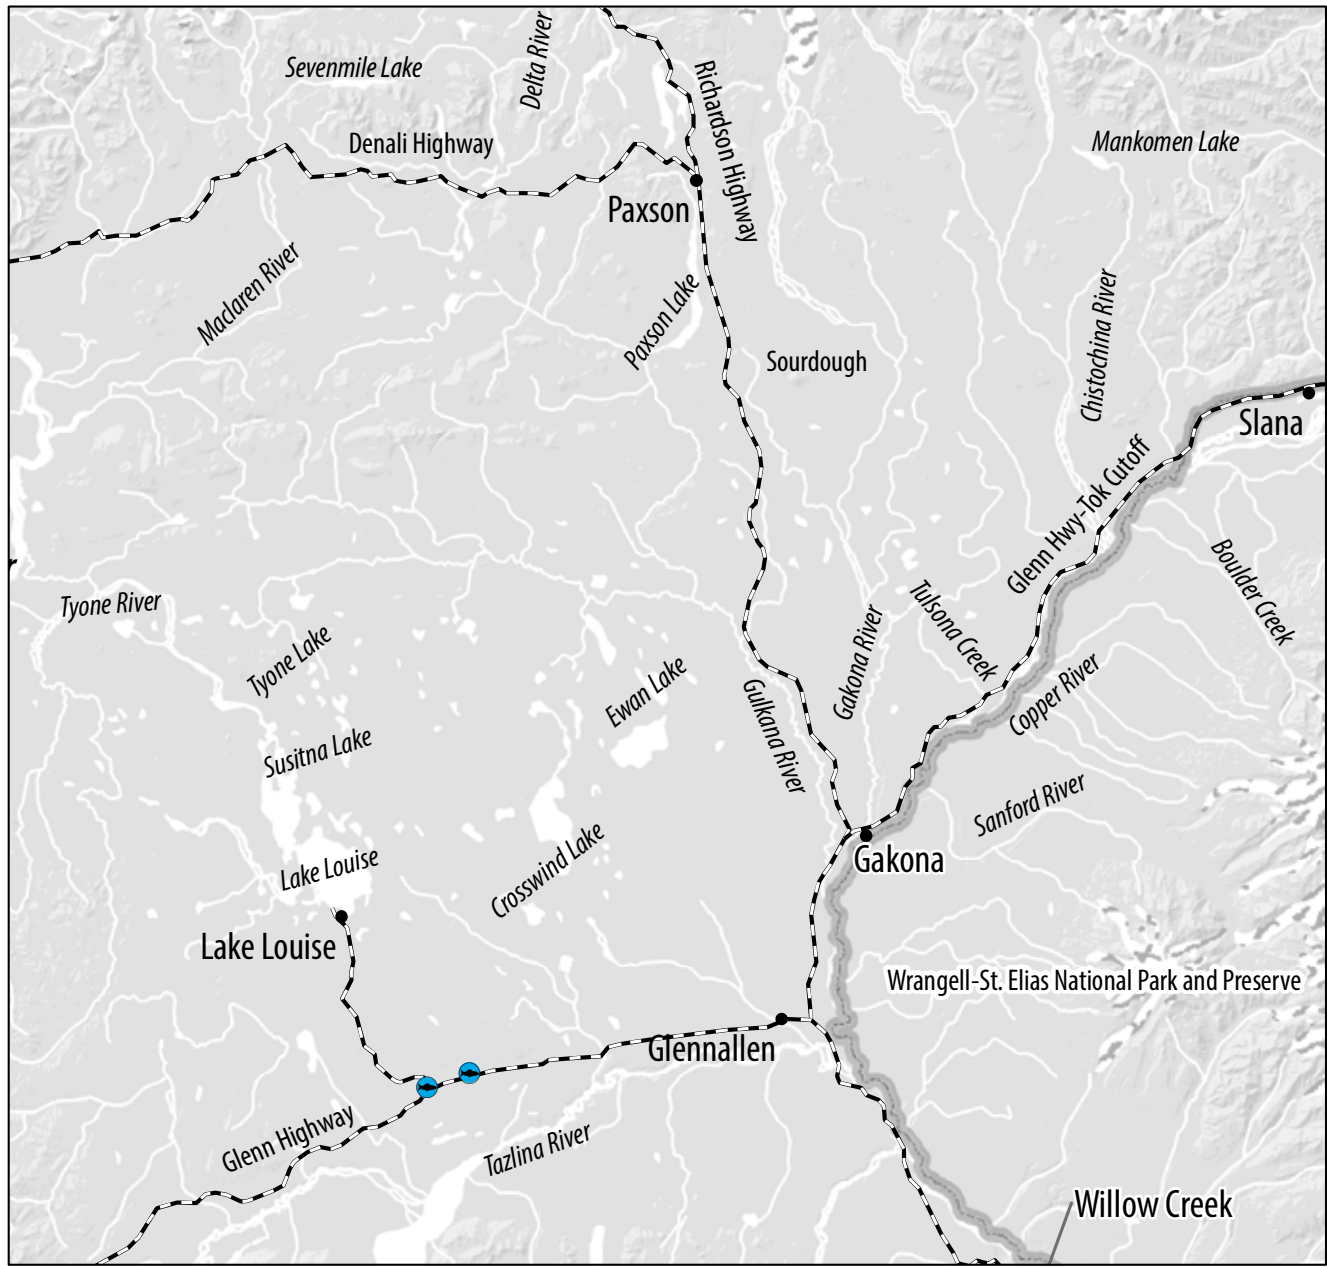 Sevenmile Lake
Delta River
Richardson Highway
Denali Highway
Mankomen Lake
Paxson
Maclaren River
Paxson Lake
Chistochina River
Sourdough
Slana
Glenn Hwy-Tok Cutoff
Boulder Creek
Tyone River
Tyone Lake
Tulsona Creek
Gakona River
Ewan Lake
Copper River
Gulkana River
Susitna Lake
Sanford River
Lake Louise
Crosswind Lake
Gakona
Lake Louise
Wrangell-St. Elias National Park and Preserve
Glennallen
Glenn Highway
Tazlina River
Willow Creek